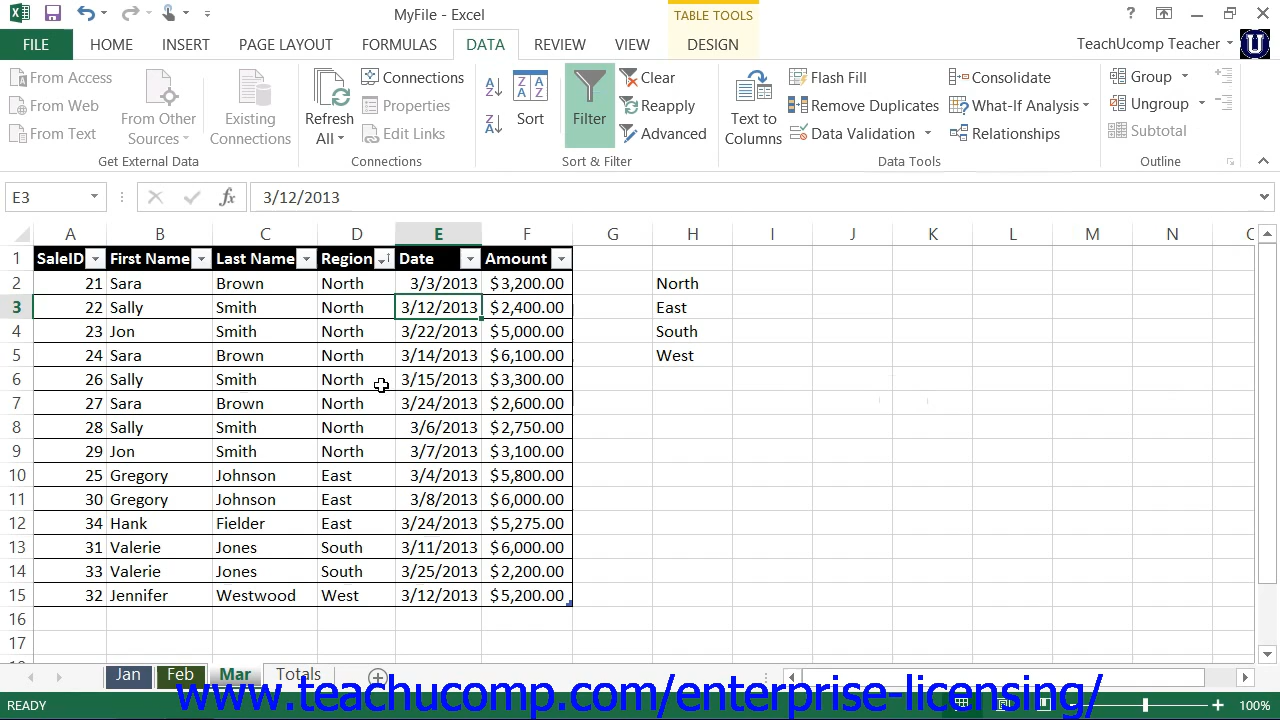 MyFile - Excel
TABLE TOOLS
?
FILE HOME INSERT PAGE LAYOUT FORMULAS DATA REVIEW VIEW DESIGN
TeachUcomp Teacher
U
From Access
From Web
From Text
From Other Sources
Existing Connections
Get External Data
Refresh All
Connections
Properties
Edit Links
Connections
Sort
Filter
Clear
Reapply
Advanced
Sort & Filter
Text to Columns
Flash Fill
Remove Duplicates
Data Validation
Consolidate
What-If Analysis
Relationships
Data Tools
Group
Ungroup
Subtotal
Outline
E3 fx 3/12/2013
A B C D E F G H I J K L M N
1 SaleID First Name Last Name Region Date Amount
2 21 Sara Brown North 3/3/2013 $3,200.00 North
3 22 Sally Smith North 3/12/2013 $2,400.00 East
4 23 Jon Smith North 3/22/2013 $5,000.00 South
5 24 Sara Brown North 3/14/2013 $6,100.00 West
6 26 Sally Smith North 3/15/2013 $3,300.00
7 27 Sara Brown North 3/24/2013 $2,600.00
8 28 Sally Smith North 3/6/2013 $2,750.00
9 29 Jon Smith North 3/7/2013 $3,100.00
10 25 Gregory Johnson East 3/4/2013 $5,800.00
11 30 Gregory Johnson East 3/8/2013 $6,000.00
12 34 Hank Fielder East 3/24/2013 $5,275.00
13 31 Valerie Jones South 3/11/2013 $6,000.00
14 33 Valerie Jones South 3/25/2013 $2,200.00
15 32 Jennifer Westwood West 3/12/2013 $5,200.00
16
17
Jan Feb Mar Totals
www.teachucomp.com/enterprise-licensing/
READY 100%